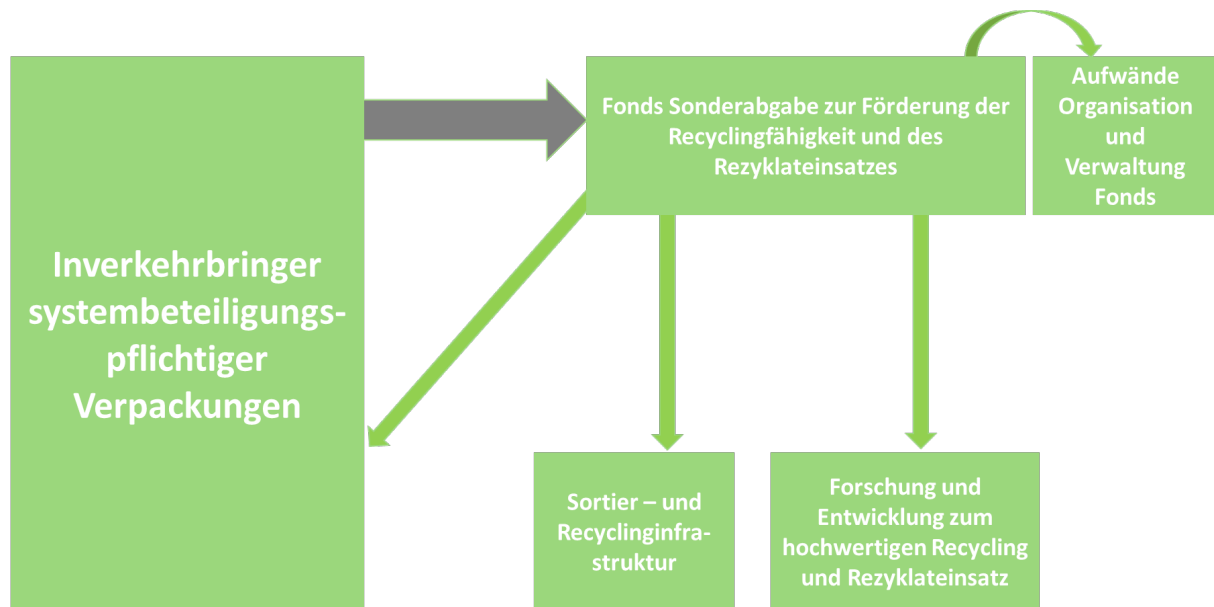 Inverkehrbringer
systembeteiligungs-
pflichtiger
Verpackungen
Fonds Sonderabgabe zur Förderung der
Recyclingfähigkeit und des
Rezyklateinsatzes
Aufwände
Organisation
und
Verwaltung
Fonds
Sortier – und
Recyclinginfra-
struktur
Forschung und
Entwicklung zum
hochwertigen Recycling
und Rezyklateinsatz